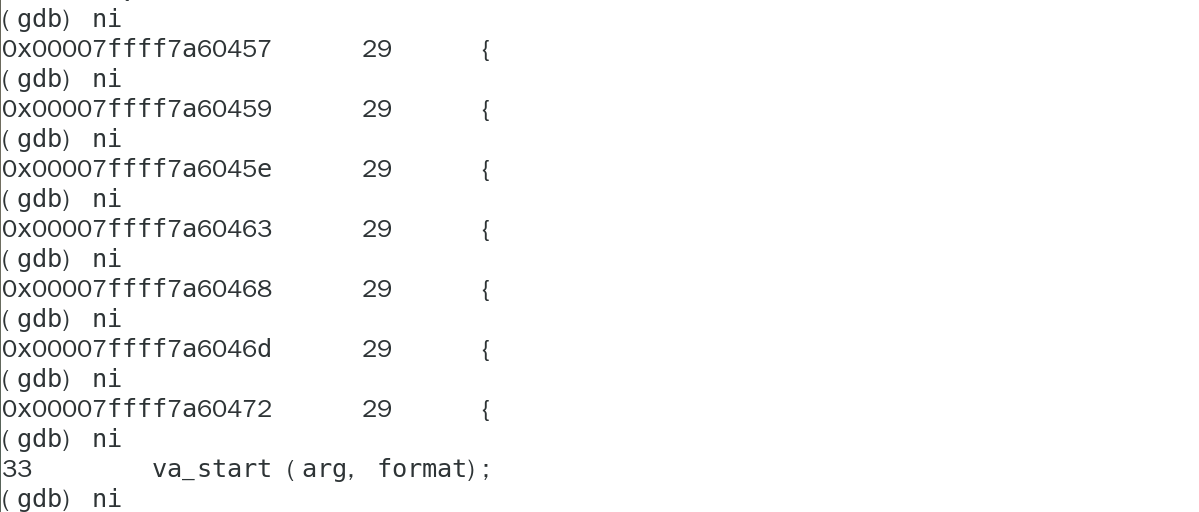 (gdb) ni
0x00007ffff7a60457 29 {
(gdb) ni
0x00007ffff7a60459 29 {
(gdb) ni
0x00007ffff7a6045e 29 {
(gdb) ni
0x00007ffff7a60463 29 {
(gdb) ni
0x00007ffff7a60468 29 {
(gdb) ni
0x00007ffff7a6046d 29 {
(gdb) ni
0x00007ffff7a60472 29 {
(gdb) ni
33 va_start (arg, format);
(gdb) ni